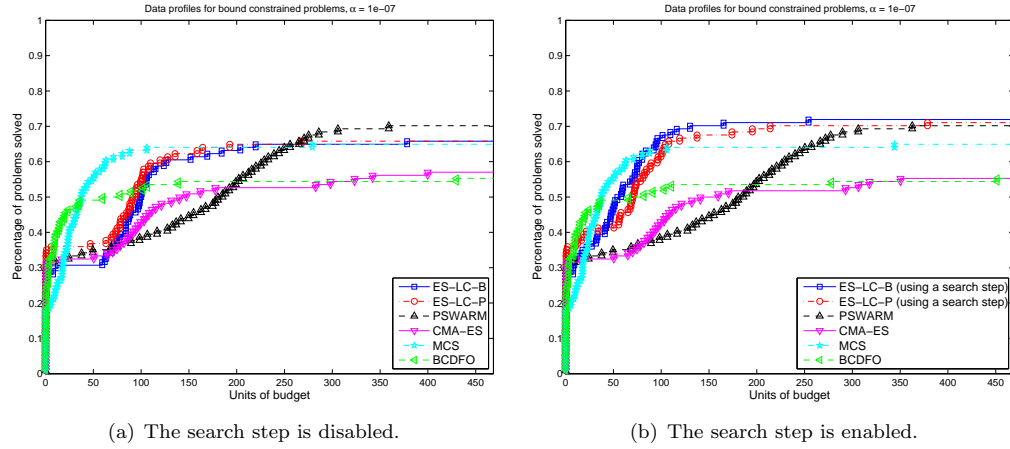 Data profiles for bound constrained problems, α = 1e−07
1
0.9
0.8
0.7
0.6
0.5
0.4
0.3
0.2
0.1
0
Percentage of problems solved
0 50 100 150 200 250 300 350 400 450
Units of budget
ES−LC−B
ES−LC−P
PSWARM
CMA−ES
MCS
BCDFO
(a) The search step is disabled.
Data profiles for bound constrained problems, α = 1e−07
1
0.9
0.8
0.7
0.6
0.5
0.4
0.3
0.2
0.1
0
Percentage of problems solved
0 50 100 150 200 250 300 350 400 450
Units of budget
ES−LC−B (using a search step)
ES−LC−P (using a search step)
PSWARM
CMA−ES
MCS
BCDFO
(b) The search step is enabled.